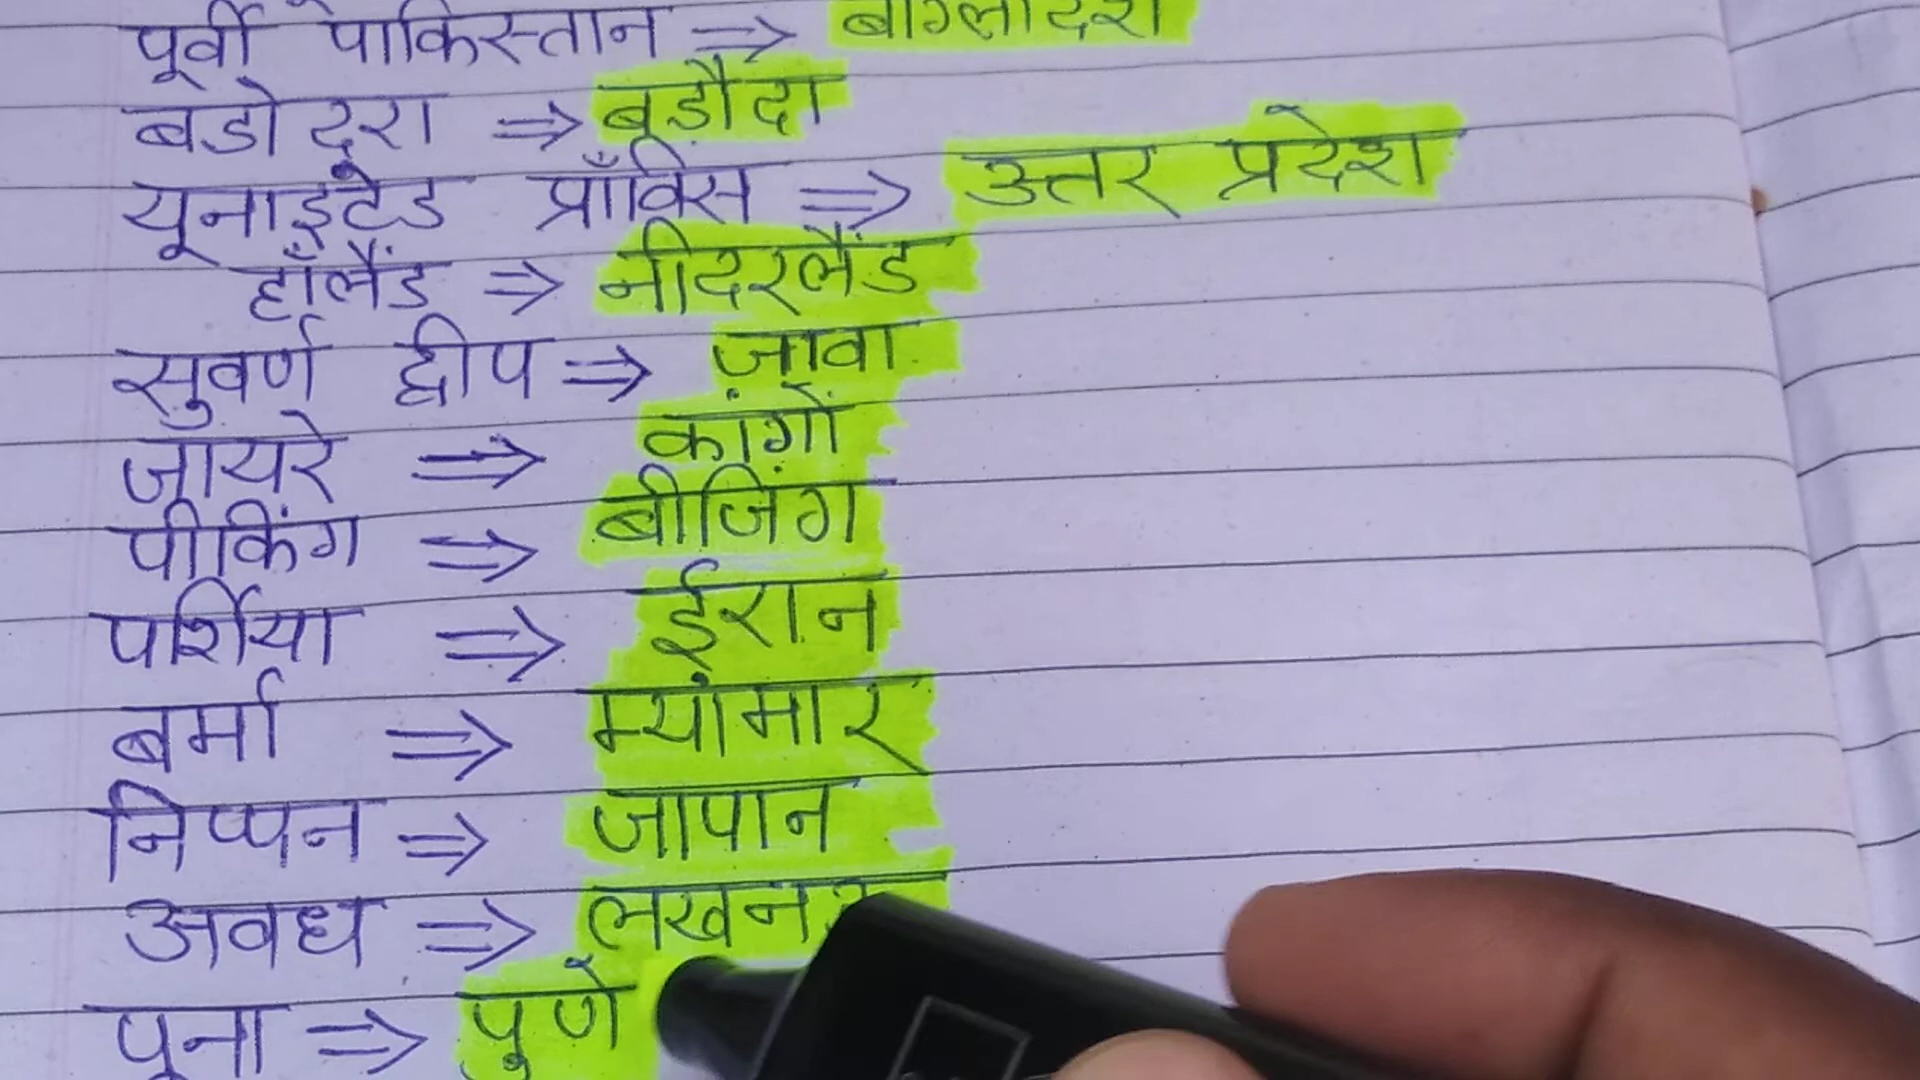 पूर्वी पाकिस्तान ⇒ बांग्लादेश
बडोदरा ⇒ बड़ौदा
यूनाइटेड प्रॉविंस ⇒ उत्तर प्रदेश
हॉलैंड ⇒ नीदरलैंड
सुवर्ण द्वीप ⇒ जावा
जायरे ⇒ कांगो
पीकिंग ⇒ बीजिंग
पर्शिया ⇒ ईरान
बर्मा ⇒ म्यांमार
निप्पन ⇒ जापान
अवध ⇒ लखनऊ
पूना ⇒ पुणे